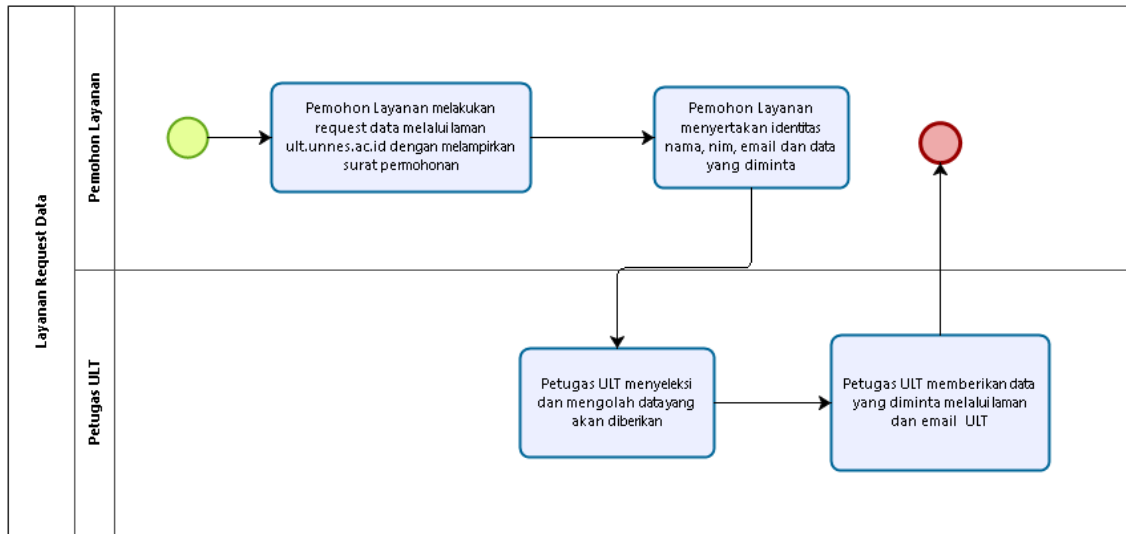 Layanan Request Data
Pemohon Layanan
Pemohon Layanan melakukan
request data melalui laman
ult.unnes.ac.id dengan melampirkan
surat permohonan
Pemohon Layanan
menyertakan identitas
nama, nim, email dan data
yang diminta
Petugas ULT
Petugas ULT menyeleksi
dan mengolah data yang
akan diberikan
Petugas ULT memberikan data
yang diminta melalui laman
dan email ULT